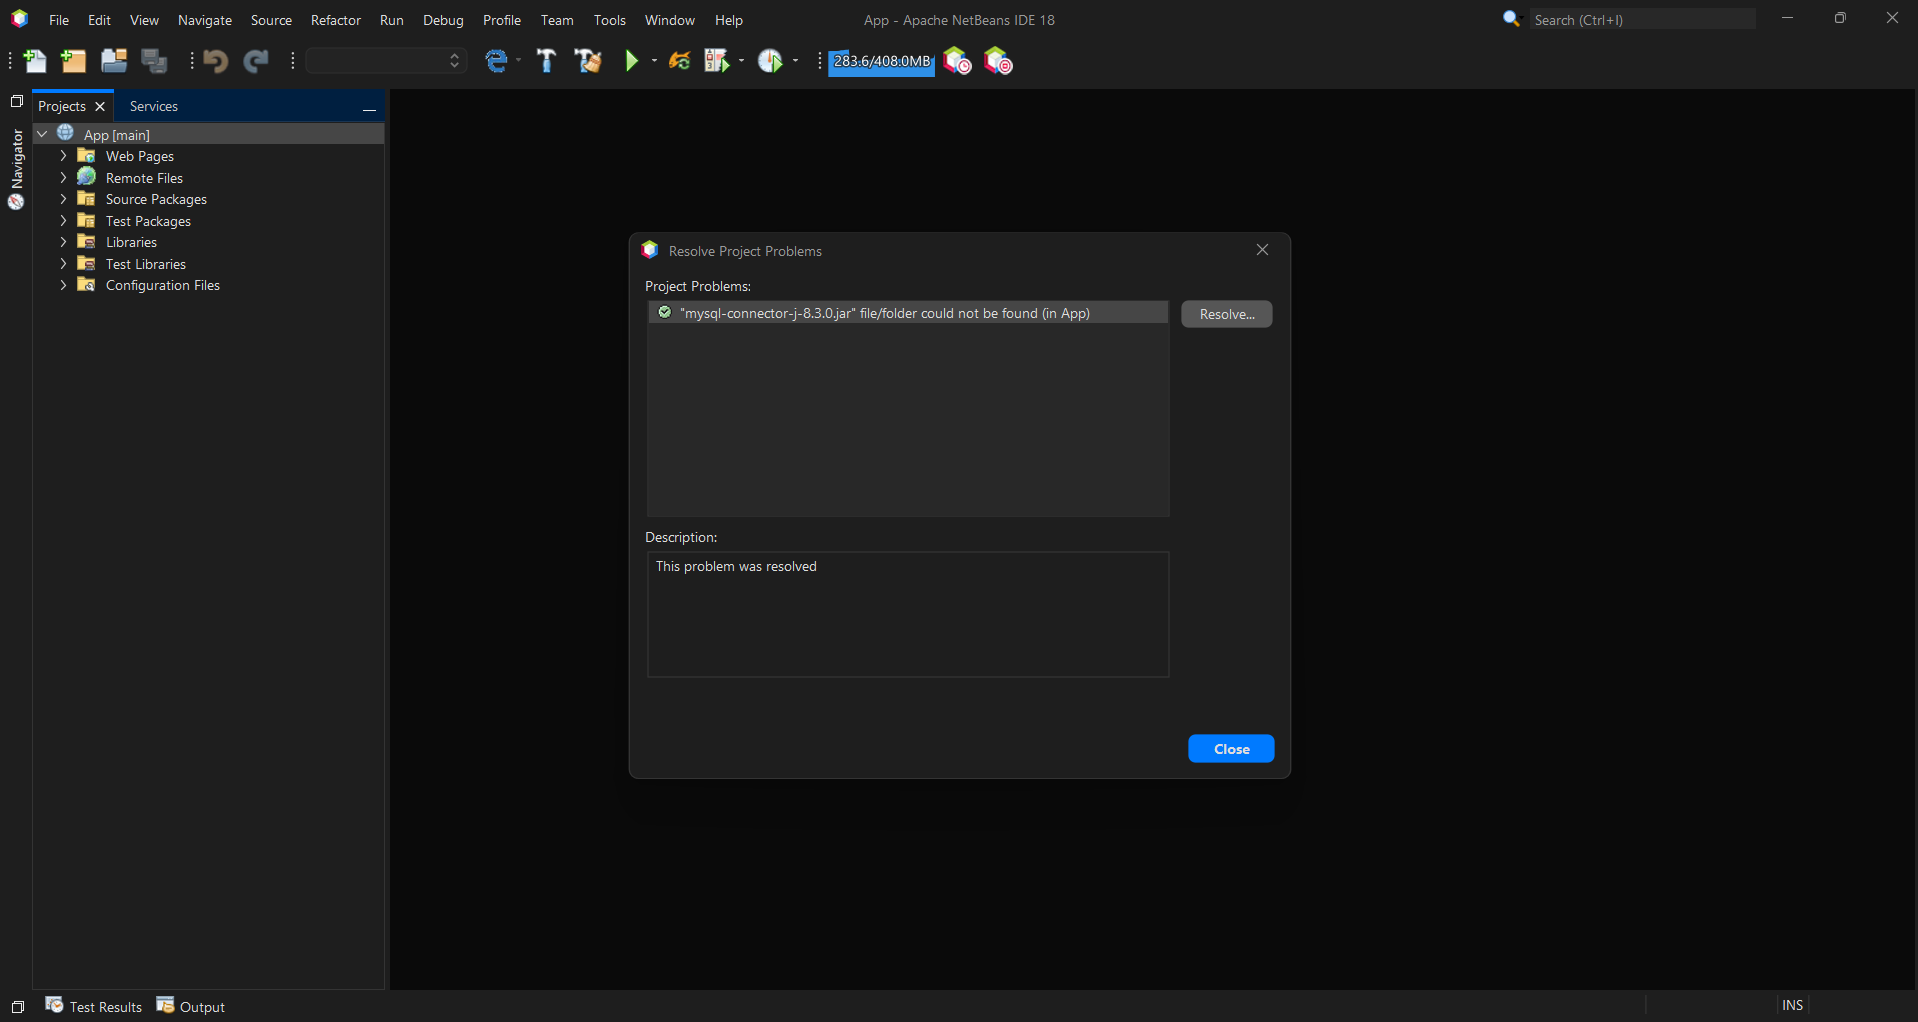 File Edit View Navigate Source Refactor Run Debug Profile Team Tools Window Help
App - Apache NetBeans IDE 18
Search (Ctrl+I)
283.6/408.0MB
Projects
Services
Navigator
App [main]
Web Pages
Remote Files
Source Packages
Test Packages
Libraries
Test Libraries
Configuration Files
Resolve Project Problems
Project Problems:
"mysql-connector-j-8.3.0.jar" file/folder could not be found (in App)
Resolve...
Description:
This problem was resolved
Close
Test Results
Output
INS